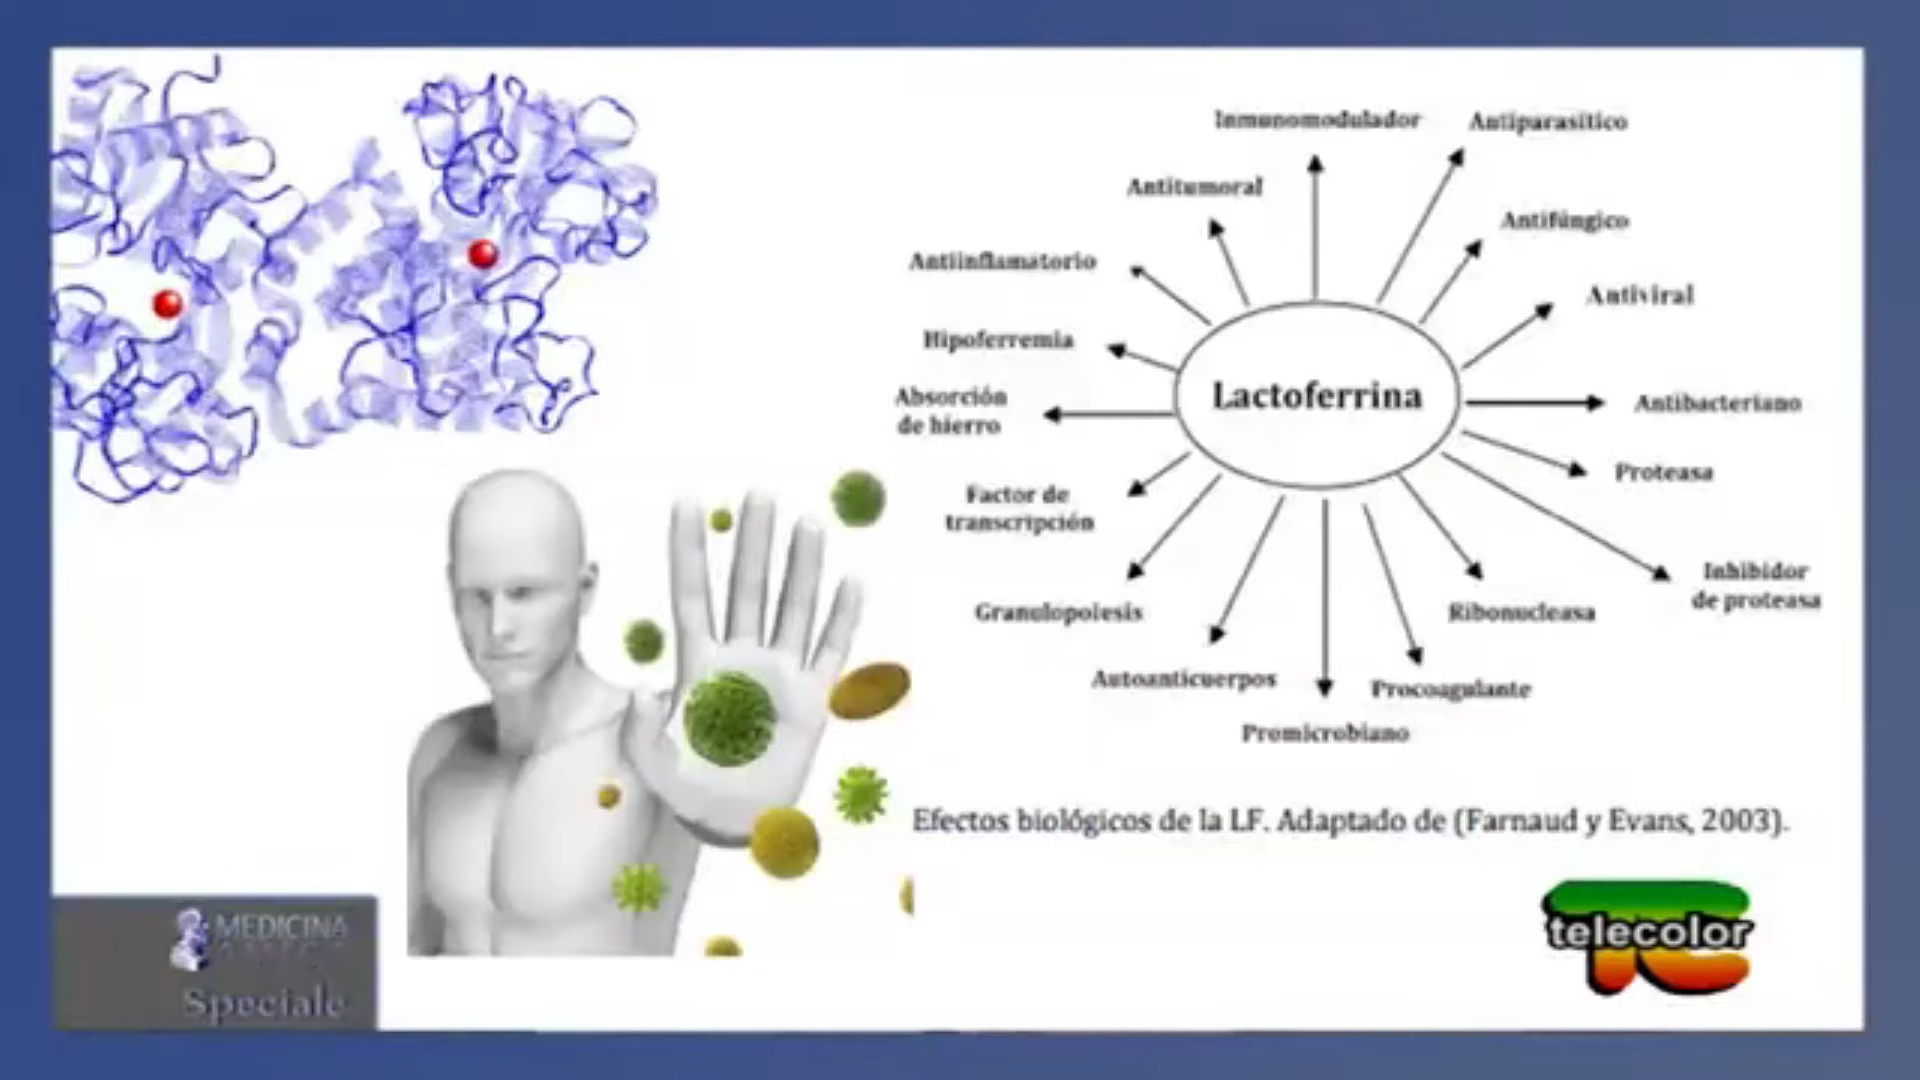 Inmunomodulador
Antiparasítico
Antitumoral
Antifúngico
Antiinflamatorio
Antiviral
Hipoferremia
Lactoferrina
Absorción
de hierro
Antibacteriano
Proteasa
Factor de
transcripción
Inhibidor
de proteasa
Granulopoiesis
Ribonucleasa
Autoanticuerpos
Procoagulante
Promicrobiano
Efectos biológicos de la LF. Adaptado de (Farnaud y Evans, 2003).
MEDICINA
Speciale
telecolor